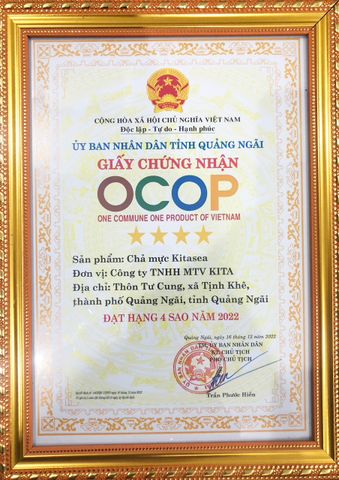 CỘNG HÒA XÃ HỘI CHỦ NGHĨA VIỆT NAM
Độc lập - Tự do - Hạnh phúc
ỦY BAN NHÂN DÂN TỈNH QUẢNG NGÃI
GIẤY CHỨNG NHẬN
OCOP
ONE COMMUNE ONE PRODUCT OF VIETNAM
Sản phẩm: Chả mực Kitasea
Đơn vị: Công ty TNHH MTV KITA
Địa chỉ: Thôn Tư Cung, xã Tịnh Khê,
thành phố Quảng Ngãi, tỉnh Quảng Ngãi
ĐẠT HẠNG 4 SAO NĂM 2022
Quảng Ngãi, ngày 16 tháng 12 năm 2022
TM. ỦY BAN NHÂN DÂN
KT. CHỦ TỊCH
PHÓ CHỦ TỊCH
Trần Phước Hiền